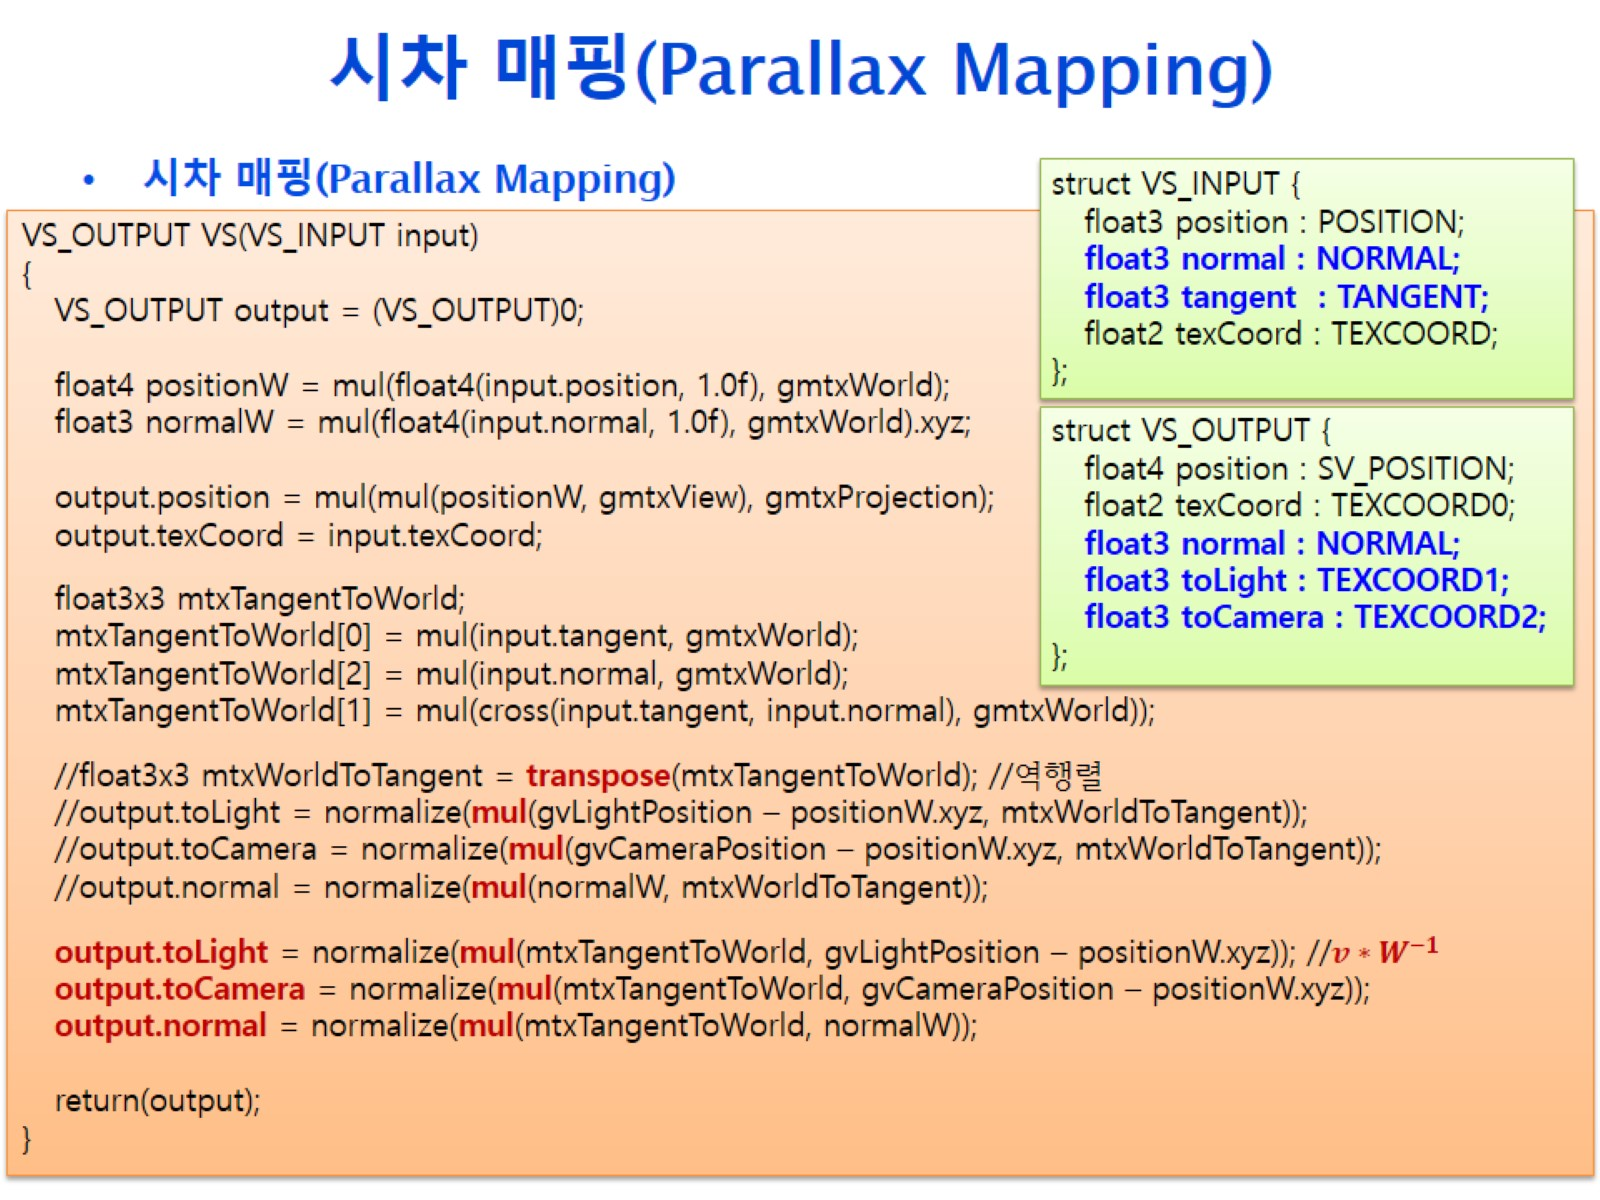 시차 매핑(Parallax Mapping)
• 시차 매핑(Parallax Mapping)
VS_OUTPUT VS(VS_INPUT input)
{
VS_OUTPUT output = (VS_OUTPUT)0;
float4 positionW = mul(float4(input.position, 1.0f), gmtxWorld);
float3 normalW = mul(float4(input.normal, 1.0f), gmtxWorld).xyz;
output.position = mul(mul(positionW, gmtxView), gmtxProjection);
output.texCoord = input.texCoord;
float3x3 mtxTangentToWorld;
mtxTangentToWorld[0] = mul(input.tangent, gmtxWorld);
mtxTangentToWorld[2] = mul(input.normal, gmtxWorld);
mtxTangentToWorld[1] = mul(cross(input.tangent, input.normal), gmtxWorld));
//float3x3 mtxWorldToTangent = transpose(mtxTangentToWorld); //역행렬
//output.toLight = normalize(mul(gvLightPosition – positionW.xyz, mtxWorldToTangent));
//output.toCamera = normalize(mul(gvCameraPosition – positionW.xyz, mtxWorldToTangent));
//output.normal = normalize(mul(normalW, mtxWorldToTangent));
output.toLight = normalize(mul(mtxTangentToWorld, gvLightPosition – positionW.xyz)); //v * W⁻¹
output.toCamera = normalize(mul(mtxTangentToWorld, gvCameraPosition – positionW.xyz));
output.normal = normalize(mul(mtxTangentToWorld, normalW));
return(output);
}
struct VS_INPUT {
float3 position : POSITION;
float3 normal : NORMAL;
float3 tangent : TANGENT;
float2 texCoord : TEXCOORD;
};
struct VS_OUTPUT {
float4 position : SV_POSITION;
float2 texCoord : TEXCOORD0;
float3 normal : NORMAL;
float3 toLight : TEXCOORD1;
float3 toCamera : TEXCOORD2;
};